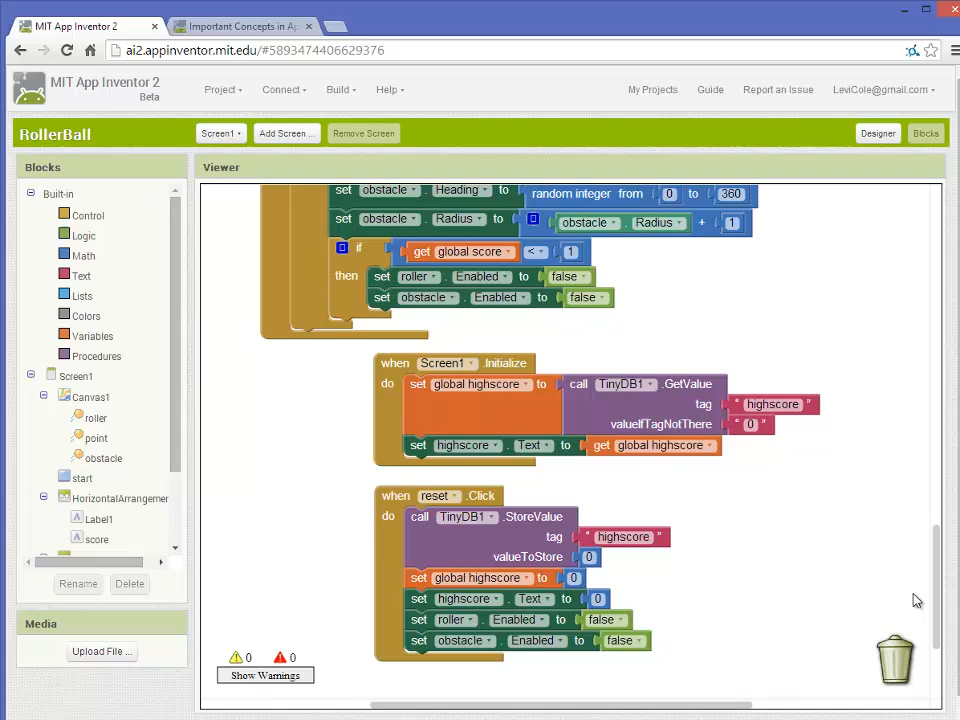 MIT App Inventor 2
Important Concepts in Ap
ai2.appinventor.mit.edu/#5893474406629376
MIT App Inventor 2
Beta
Project
Connect
Build
Help
My Projects
Guide
Report an Issue
LeviCole@gmail.com
RollerBall
Screen1
Add Screen ...
Remove Screen
Designer
Blocks
Blocks
Built-in
Control
Logic
Math
Text
Lists
Colors
Variables
Procedures
Screen1
Canvas1
roller
point
obstacle
start
HorizontalArrangemen
Label1
score
Rename
Delete
Media
Upload File ...
Viewer
set obstacle . Heading to random integer from 0 to 360
set obstacle . Radius to obstacle . Radius + 1
if get global score < 1
then set roller . Enabled to false
set obstacle . Enabled to false
when Screen1 .Initialize
do set global highscore to call TinyDB1 .GetValue
tag " highscore "
valueIfTagNotThere " 0 "
set highscore . Text to get global highscore
when reset .Click
do call TinyDB1 .StoreValue
tag " highscore "
valueToStore 0
set global highscore to 0
set highscore . Text to 0
set roller . Enabled to false
set obstacle . Enabled to false
0 0
Show Warnings